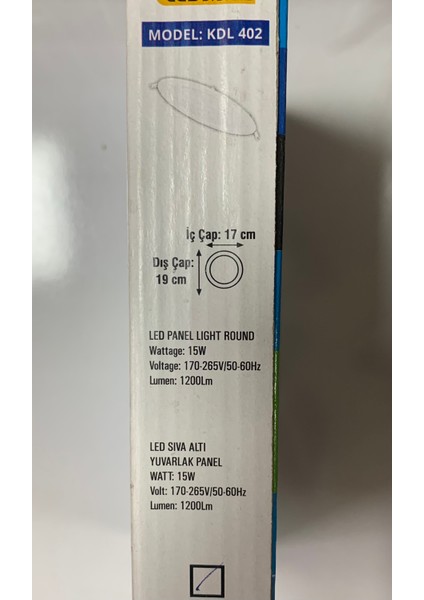 MODEL: KDL 402
İç Çap: 17 cm
Dış Çap:
19 cm
LED PANEL LIGHT ROUND
Wattage: 15W
Voltage: 170-265V/50-60Hz
Lumen: 1200Lm
LED SIVA ALTI
YUVARLAK PANEL
WATT: 15W
Volt: 170-265V/50-60Hz
Lumen: 1200Lm